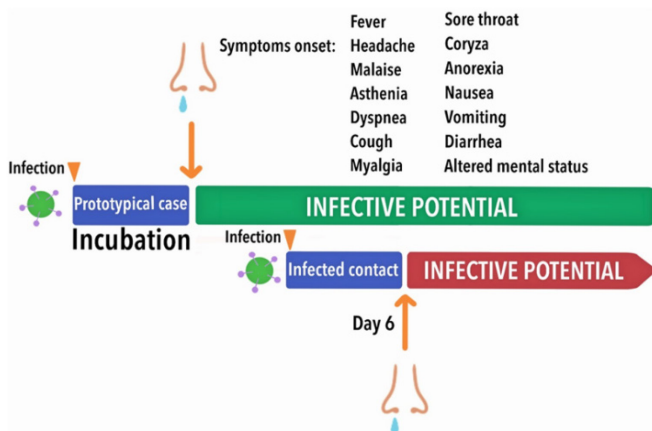 Symptoms onset:
Fever
Headache
Malaise
Asthenia
Dyspnea
Cough
Myalgia
Sore throat
Coryza
Anorexia
Nausea
Vomiting
Diarrhea
Altered mental status
Infection
Prototypical case
INFECTIVE POTENTIAL
Incubation
Infection
Infected contact
INFECTIVE POTENTIAL
Day 6